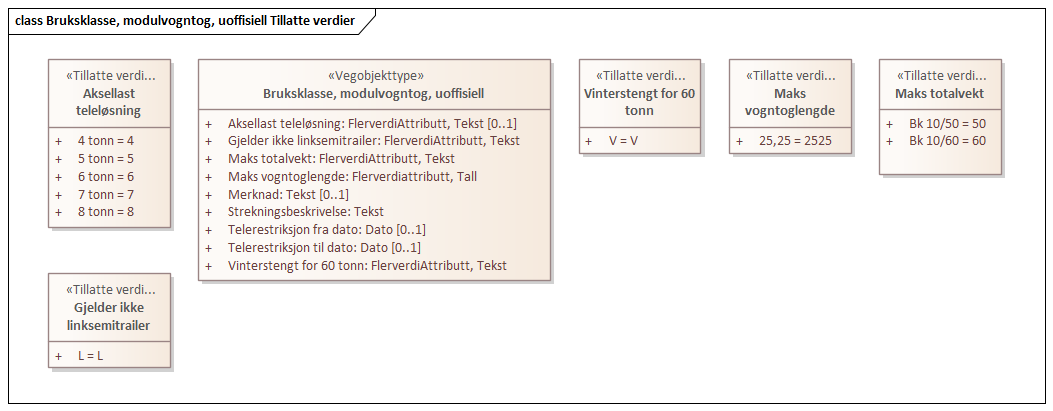 class Bruksklasse, modulvogntog, uoffisiell Tillatte verdier
«Tillatte verdi...
Aksellast
teleløsning
+ 4 tonn = 4
+ 5 tonn = 5
+ 6 tonn = 6
+ 7 tonn = 7
+ 8 tonn = 8
«Vegobjekttype»
Bruksklasse, modulvogntog, uoffisiell
+ Aksellast teleløsning: FlerverdiAttributt, Tekst [0..1]
+ Gjelder ikke linksemitrailer: FlerverdiAttributt, Tekst
+ Maks totalvekt: FlerverdiAttributt, Tekst
+ Maks vogntoglengde: Flerverdiattributt, Tall
+ Merknad: Tekst [0..1]
+ Strekningsbeskrivelse: Tekst
+ Telerestriksjon fra dato: Dato [0..1]
+ Telerestriksjon til dato: Dato [0..1]
+ Vinterstengt for 60 tonn: FlerverdiAttributt, Tekst
«Tillatte verdi...
Vinterstengt for 60
tonn
+ V = V
«Tillatte verdi...
Maks
vogntoglengde
+ 25,25 = 2525
«Tillatte verdi...
Maks totalvekt
+ Bk 10/50 = 50
+ Bk 10/60 = 60
«Tillatte verdi...
Gjelder ikke
linksemitrailer
+ L = L